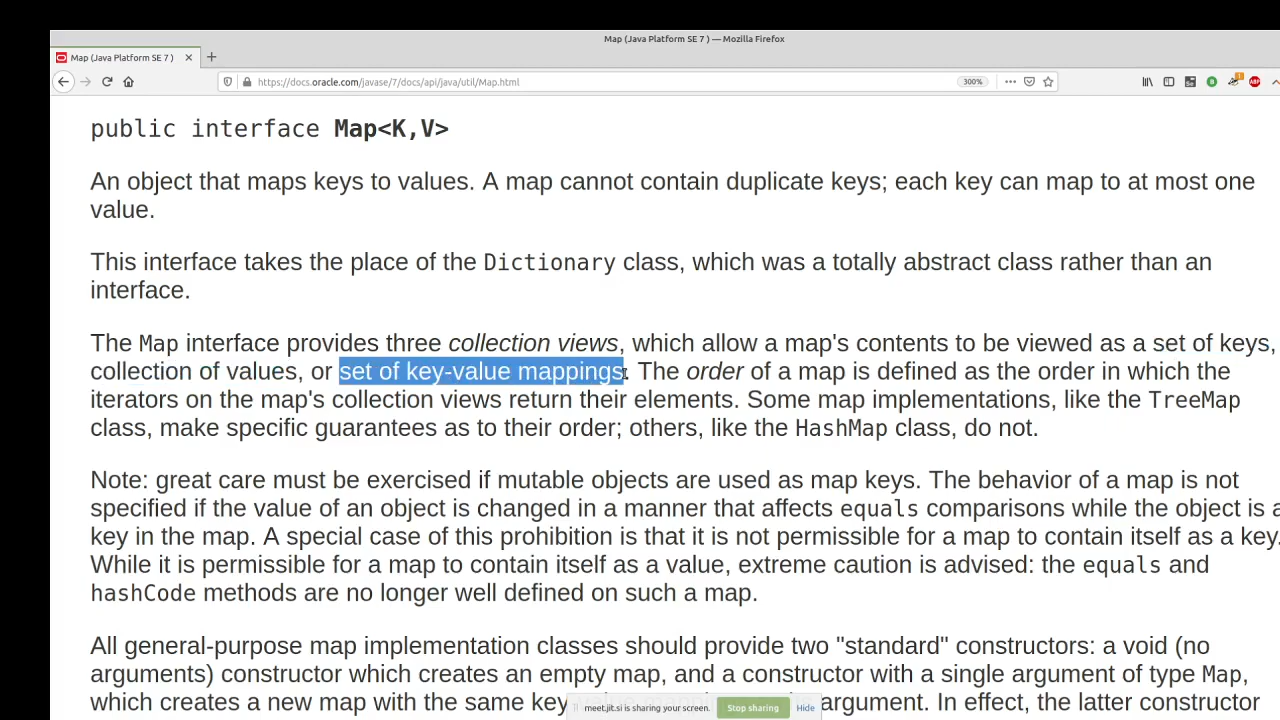 Map (Java Platform SE 7 ) — Mozilla Firefox
Map (Java Platform SE 7 )
https://docs.oracle.com/javase/7/docs/api/java/util/Map.html
300%
public interface Map<K,V>
An object that maps keys to values. A map cannot contain duplicate keys; each key can map to at most one
value.
This interface takes the place of the Dictionary class, which was a totally abstract class rather than an
interface.
The Map interface provides three collection views, which allow a map's contents to be viewed as a set of keys,
collection of values, or set of key-value mappings. The order of a map is defined as the order in which the
iterators on the map's collection views return their elements. Some map implementations, like the TreeMap
class, make specific guarantees as to their order; others, like the HashMap class, do not.
Note: great care must be exercised if mutable objects are used as map keys. The behavior of a map is not
specified if the value of an object is changed in a manner that affects equals comparisons while the object is a
key in the map. A special case of this prohibition is that it is not permissible for a map to contain itself as a key.
While it is permissible for a map to contain itself as a value, extreme caution is advised: the equals and
hashCode methods are no longer well defined on such a map.
All general-purpose map implementation classes should provide two "standard" constructors: a void (no
arguments) constructor which creates an empty map, and a constructor with a single argument of type Map,
which creates a new map with the same key argument. In effect, the latter constructor
meet.jit.si is sharing your screen.
Stop sharing
Hide